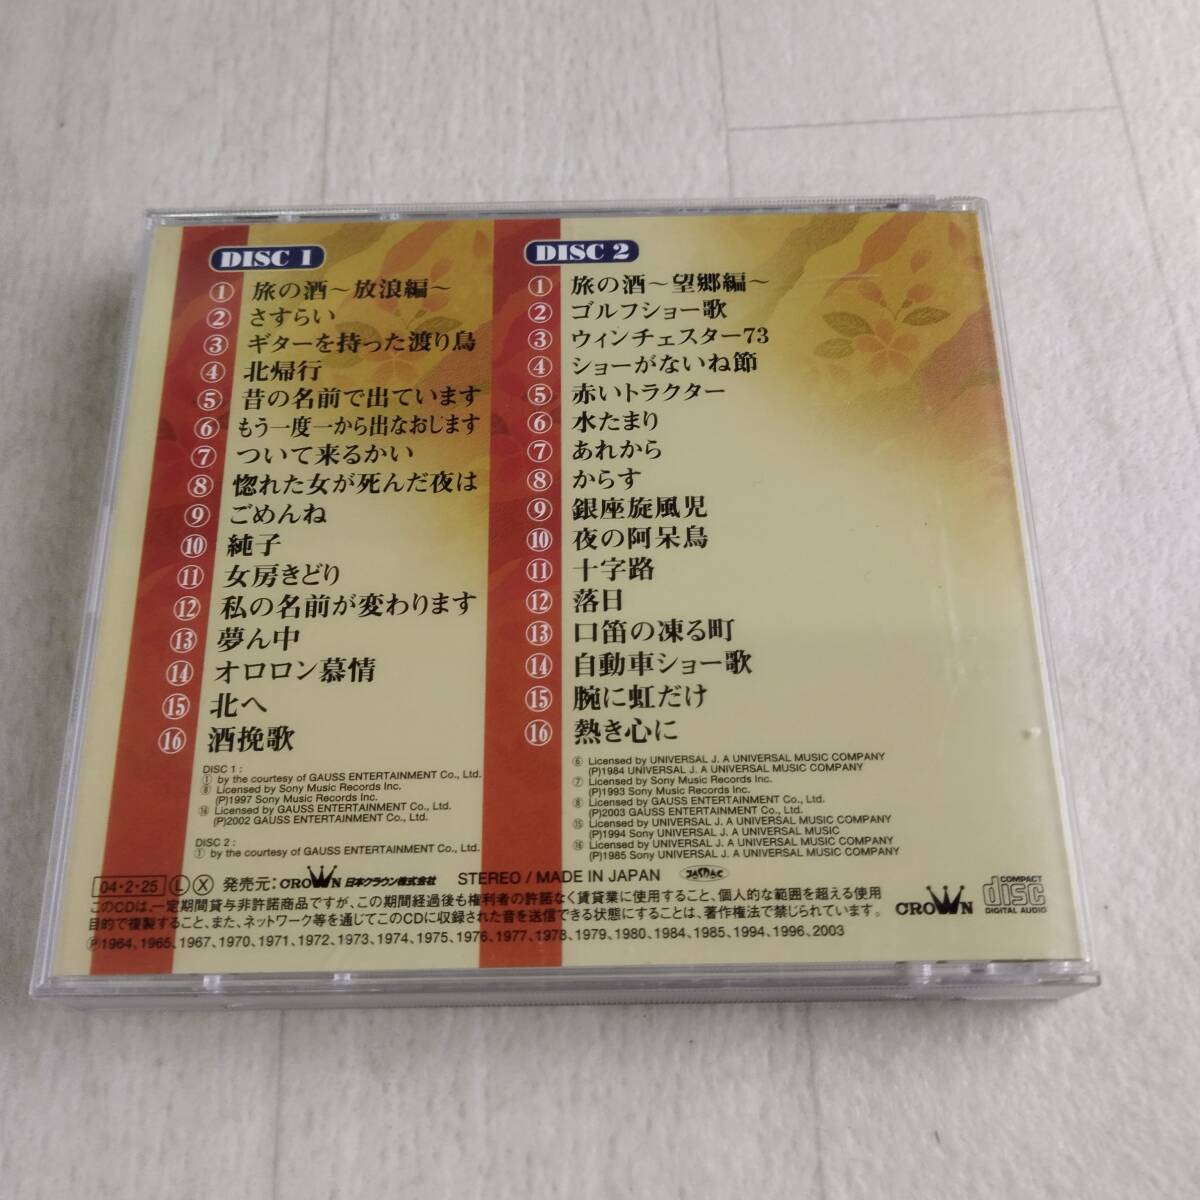 DISC 1
① 旅の酒～放浪編～
② さすらい
③ ギターを持った渡り鳥
④ 北帰行
⑤ 昔の名前で出ています
⑥ もう一度一から出なおします
⑦ ついて来るかい
⑧ 惚れた女が死んだ夜は
⑨ ごめんね
⑩ 純子
⑪ 女房きどり
⑫ 私の名前が変わります
⑬ 夢ん中
⑭ オロロン慕情
⑮ 北へ
⑯ 酒挽歌
DISC 1 :
① by the courtesy of GAUSS ENTERTAINMENT Co., Ltd.
⑧ Licensed by Sony Music Records Inc.
(P)1997 Sony Music Records Inc.
⑭ Licensed by GAUSS ENTERTAINMENT Co., Ltd.
(P)2002 GAUSS ENTERTAINMENT Co., Ltd.
DISC 2 :
① by the courtesy of GAUSS ENTERTAINMENT Co., Ltd.
DISC 2
① 旅の酒～望郷編～
② ゴルフショー歌
③ ウィンチェスター73
④ ショーがないね節
⑤ 赤いトラクター
⑥ 水たまり
⑦ あれから
⑧ からす
⑨ 銀座旋風児
⑩ 夜の阿呆鳥
⑪ 十字路
⑫ 落日
⑬ 口笛の凍る町
⑭ 自動車ショー歌
⑮ 腕に虹だけ
⑯ 熱き心に
⑥ Licensed by UNIVERSAL J. A UNIVERSAL MUSIC COMPANY
(P)1984 UNIVERSAL J. A UNIVERSAL MUSIC COMPANY
⑦ Licensed by Sony Music Records Inc.
(P)1993 Sony Music Records Inc.
⑧ Licensed by GAUSS ENTERTAINMENT Co., Ltd.
(P)2003 GAUSS ENTERTAINMENT Co., Ltd.
⑮ Licensed by UNIVERSAL J. A UNIVERSAL MUSIC COMPANY
(P)1994 Sony UNIVERSAL J. A UNIVERSAL MUSIC
⑯ Licensed by UNIVERSAL J. A UNIVERSAL MUSIC COMPANY
(P)1985 Sony UNIVERSAL J. A UNIVERSAL MUSIC COMPANY
04・2・25 Ⓛ Ⓧ 発売元：CROWN 日本クラウン株式会社 STEREO / MADE IN JAPAN JASRAC
このCDは、一定期間貸与非許諾商品ですが、この期間経過後も権利者の許諾なく賃貸業に使用すること、個人的な範囲を超える使用
目的で複製すること、また、ネットワーク等を通じてこのCDに収録された音を送信できる状態にすることは、著作権法で禁じられています。
Ⓟ1964、1965、1967、1970、1971、1972、1973、1974、1975、1976、1977、1978、1979、1980、1984、1985、1994、1996、2003
CROWN
COMPACT disc DIGITAL AUDIO